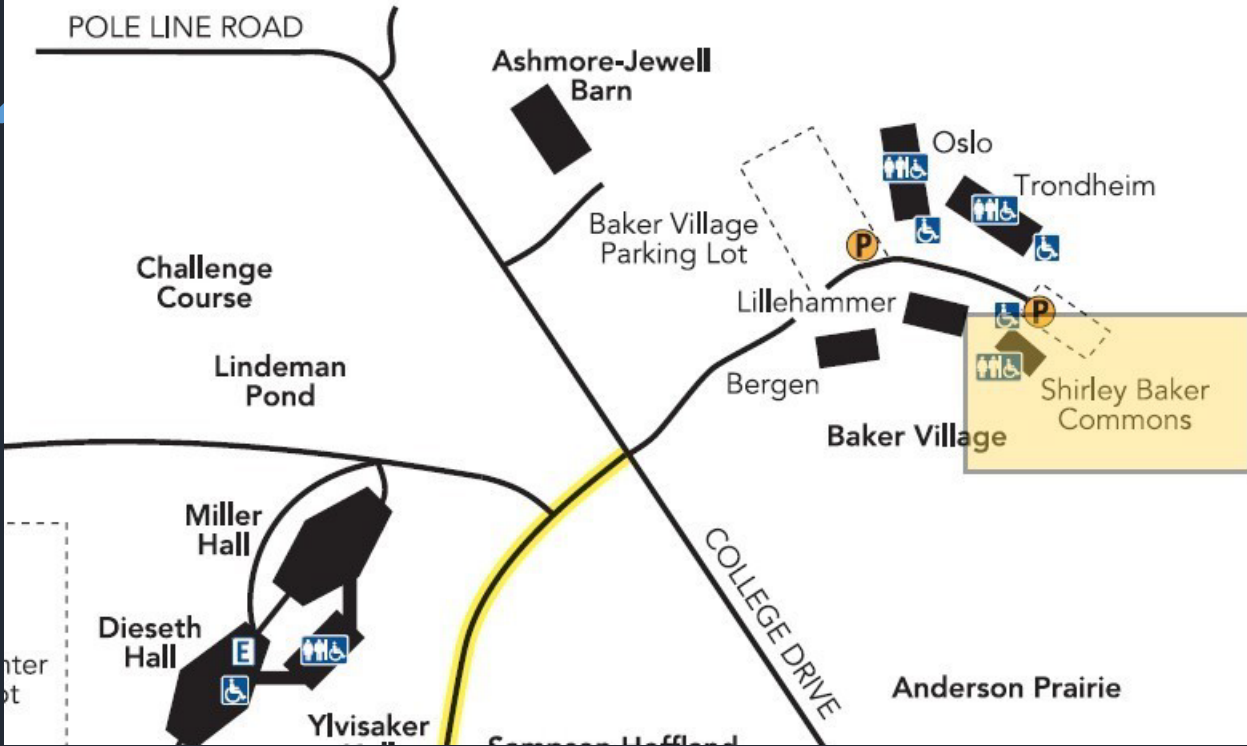 POLE LINE ROAD
Ashmore-Jewell
Barn
Oslo
Trondheim
Baker Village
Parking Lot
P
Challenge
Course
Lillehammer
P
Lindeman
Pond
Bergen
Shirley Baker
Commons
Baker Village
Miller
Hall
COLLEGE DRIVE
Dieseth
Hall
E
Anderson Prairie
Ylvisaker